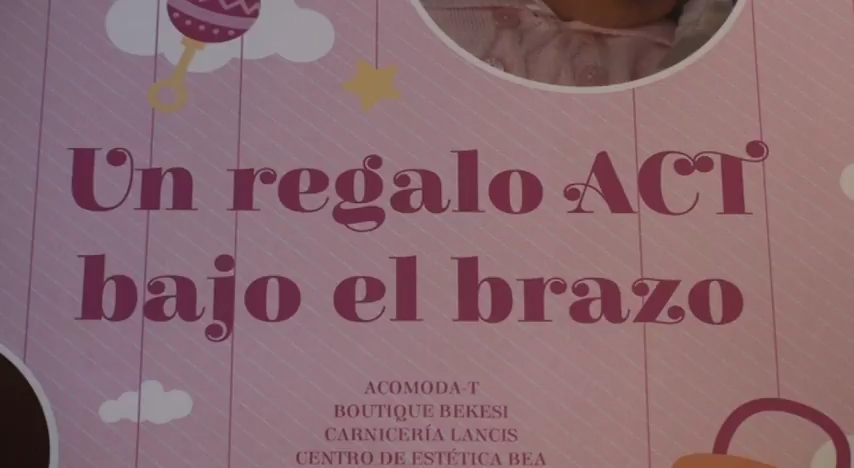 Un regalo ACT
bajo el brazo
ACOMODA-T
BOUTIQUE BEKESI
CARNICERÍA LANCIS
CENTRO DE ESTÉTICA BEA